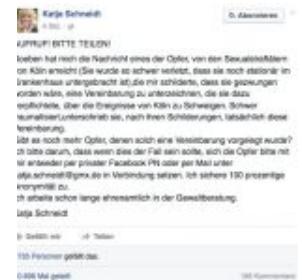 Katja Schneidt
Abonnieren
AUFRUF! BITTE TEILEN!
Soeben hat mich die Nachricht eines der Opfer, von den Sexualstraftätern
von Köln erreicht (Sie wurde so schwer verletzt, dass sie noch stationär im
Krankenhaus untergebracht ist), die mir schilderte, dass sie gezwungen
worden wäre, eine Vereinbarung zu unterzeichnen, die sie dazu
verpflichtete, über die Ereignisse von Köln zu Schweigen. Schwer
traumatisiert, unterschrieb sie, nach ihren Schilderungen, tatsächlich diese
Vereinbarung.
Gibt es noch mehr Opfer, denen solch eine Vereinbarung vorgelegt wurde?
Ich bitte darum, dass wenn dies der Fall sein sollte, sich die Opfer bitte mit
mir entweder per privater Facebook PN oder per Mail unter
katja.schneidt@gmx.de in Verbindung setzen. Ich sichere 100 prozentige
Anonymität zu.
Ich arbeite schon lange ehrenamtlich in der Gewaltberatung.
Katja Schneidt
Gefällt mir Teilen
Personen gefällt das.
Mal geteilt
Kommentare